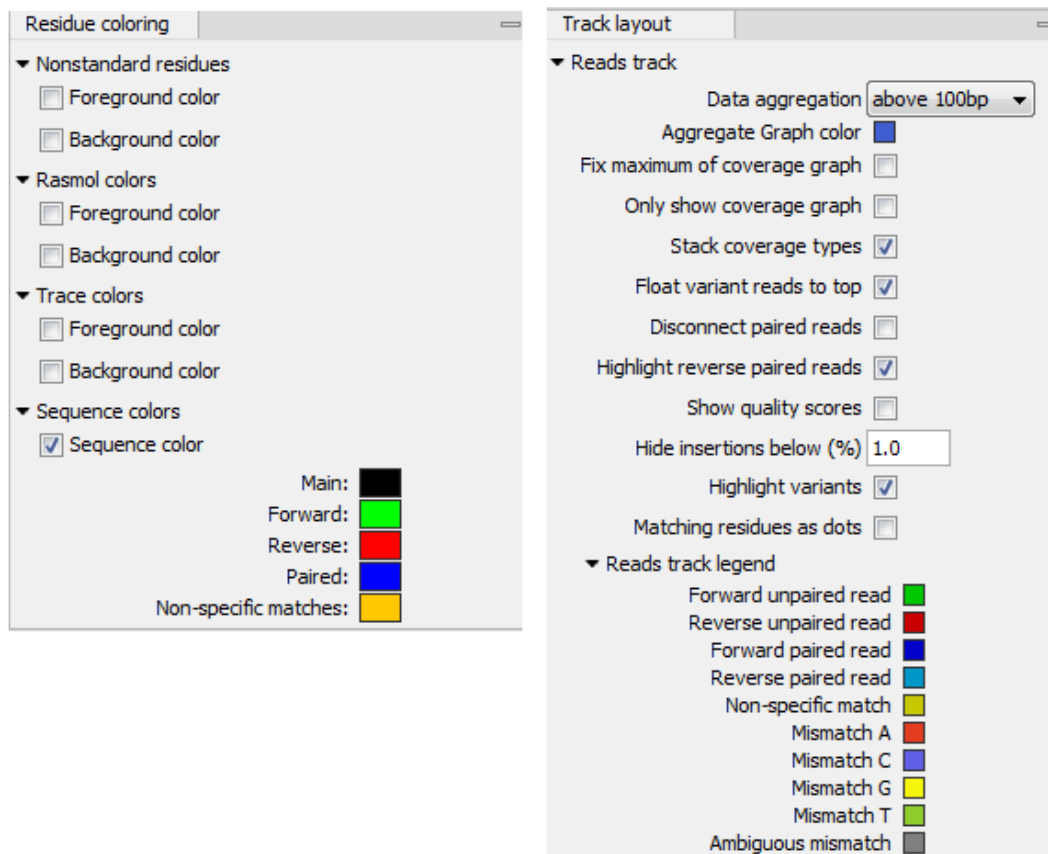 Residue coloring
Nonstandard residues
Foreground color
Background color
Rasmol colors
Foreground color
Background color
Trace colors
Foreground color
Background color
Sequence colors
Sequence color
Main:
Forward:
Reverse:
Paired:
Non-specific matches:
Track layout
Reads track
Data aggregation above 100bp
Aggregate Graph color
Fix maximum of coverage graph
Only show coverage graph
Stack coverage types
Float variant reads to top
Disconnect paired reads
Highlight reverse paired reads
Show quality scores
Hide insertions below (%) 1.0
Highlight variants
Matching residues as dots
Reads track legend
Forward unpaired read
Reverse unpaired read
Forward paired read
Reverse paired read
Non-specific match
Mismatch A
Mismatch C
Mismatch G
Mismatch T
Ambiguous mismatch